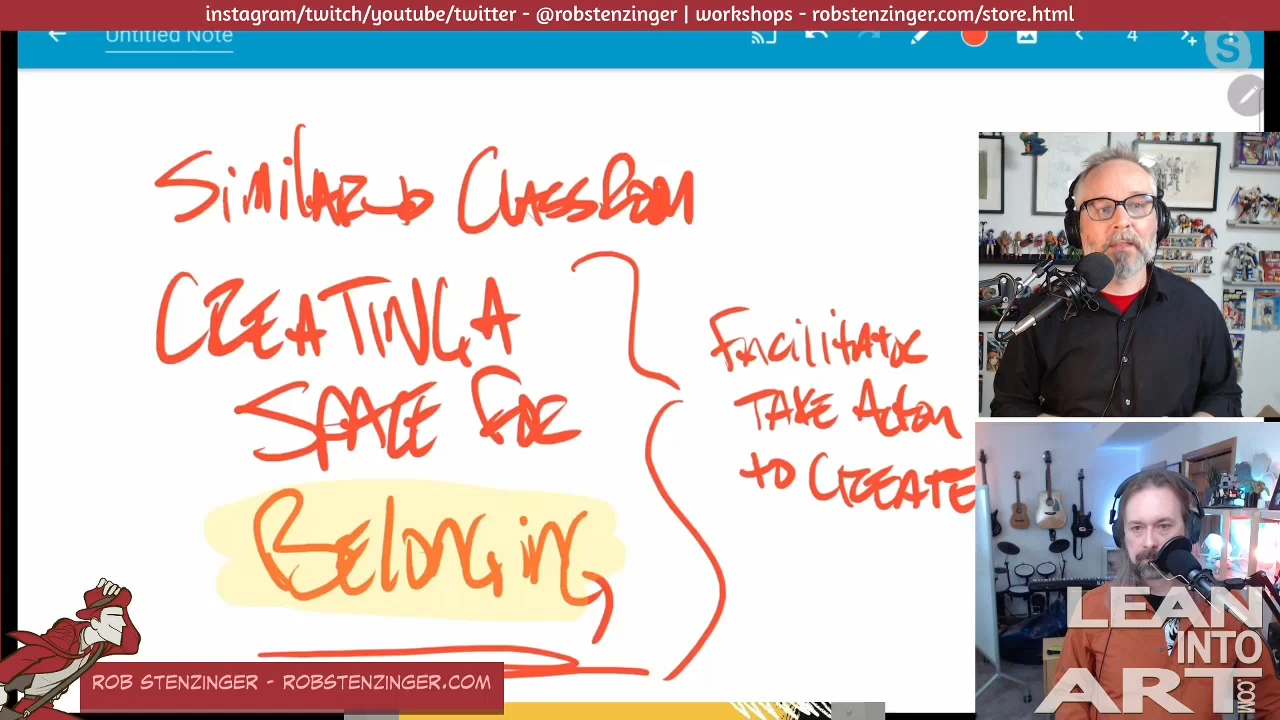 instagram/twitch/youtube/twitter - @robstenzinger | workshops - robstenzinger.com/store.html
Untitled Note
4
S
SimilaR ClassRoom
CREATING A
SPACE FOR
BELONGING
FaciliTaTOR
TAKE Action
to CREATE
LEAN
INTO
ART
.COM
ROB STENZINGER - ROBSTENZINGER.COM